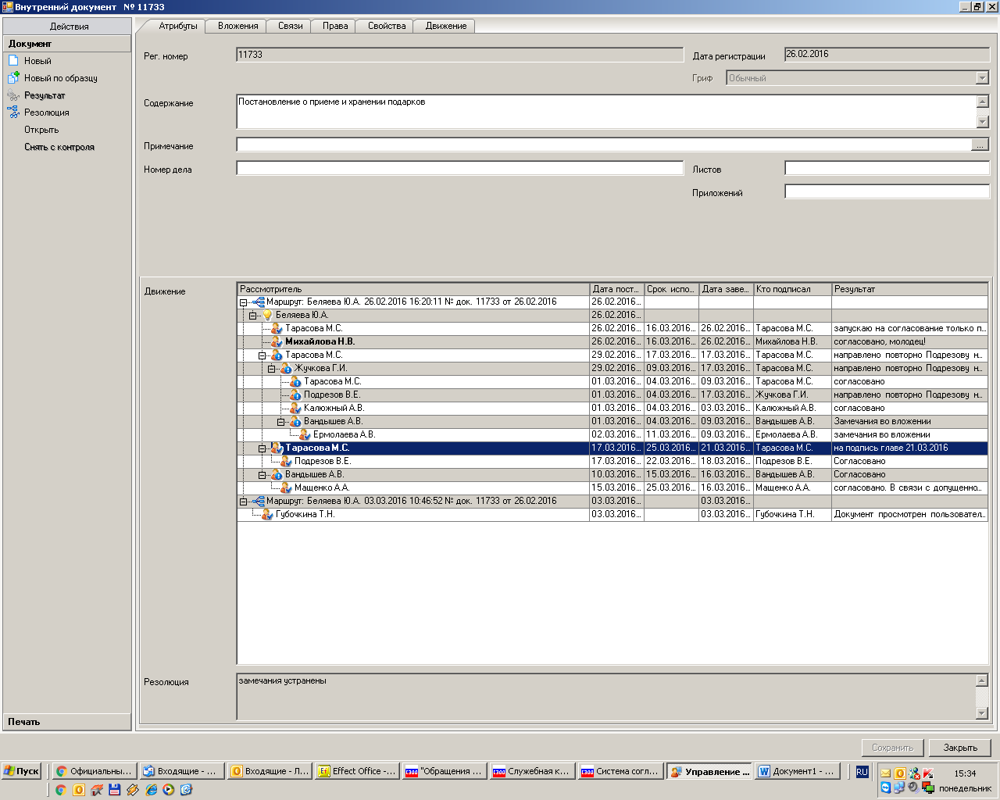 Внутренний документ № 11733
Действия
Документ
Новый
Новый по образцу
Результат
Резолюция
Открыть
Снять с контроля
Печать
Атрибуты Вложения Связи Права Свойства Движение
Рег. номер 11733 Дата регистрации 26.02.2016
Гриф Обычный
Содержание Постановление о приеме и хранении подарков
Примечание ...
Номер дела Листов
Приложений
Движение
Рассмотритель Дата пост... Срок испо... Дата заве... Кто подписал Результат
Маршрут: Беляева Ю.А. 26.02.2016 16:20:11 № док. 11733 от 26.02.2016 26.02.2016...
Беляева Ю.А. 26.02.2016...
Тарасова М.С. 26.02.2016... 16.03.2016... 26.02.2016... Тарасова М.С. запускаю на согласование только п...
Михайлова Н.В. 26.02.2016... 16.03.2016... 26.02.2016... Михайлова Н.В. согласовано, молодец!
Тарасова М.С. 29.02.2016... 17.03.2016... 17.03.2016... Тарасова М.С. направлено повторно Подрезову н...
Жучкова Г.И. 29.02.2016... 09.03.2016... 17.03.2016... Тарасова М.С. направлено повторно Подрезову н...
Тарасова М.С. 01.03.2016... 04.03.2016... 09.03.2016... Тарасова М.С. согласовано
Подрезов В.Е. 01.03.2016... 04.03.2016... 17.03.2016... Жучкова Г.И. направлено повторно Подрезову н...
Калюжный А.В. 01.03.2016... 04.03.2016... 03.03.2016... Калюжный А.В. согласовано
Вандышев А.В. 01.03.2016... 04.03.2016... 09.03.2016... Вандышев А.В. Замечания во вложении
Ермолаева А.В. 02.03.2016... 11.03.2016... 09.03.2016... Ермолаева А.В. замечания во вложении
Тарасова М.С. 17.03.2016... 25.03.2016... 21.03.2016... Тарасова М.С. на подпись главе 21.03.2016
Подрезов В.Е. 17.03.2016... 22.03.2016... 18.03.2016... Подрезов В.Е. Согласовано
Вандышев А.В. 10.03.2016... 15.03.2016... 16.03.2016... Вандышев А.В. Согласовано
Мащенко А.А. 15.03.2016... 25.03.2016... 16.03.2016... Мащенко А.А. согласовано. В связи с допущенно...
Маршрут: Беляева Ю.А. 03.03.2016 10:46:52 № док. 11733 от 26.02.2016 03.03.2016... 03.03.2016...
Губочкина Т.Н. 03.03.2016... 03.03.2016... Губочкина Т.Н. Документ просмотрен пользовател...
Резолюция замечания устранены
Сохранить Закрыть
Пуск Официальны... Входящие - ... Входящие - Л... Effect Office -... "Обращения ... Служебная к... Система согл... Управление ... Документ1 - ... RU 15:34
понедельник